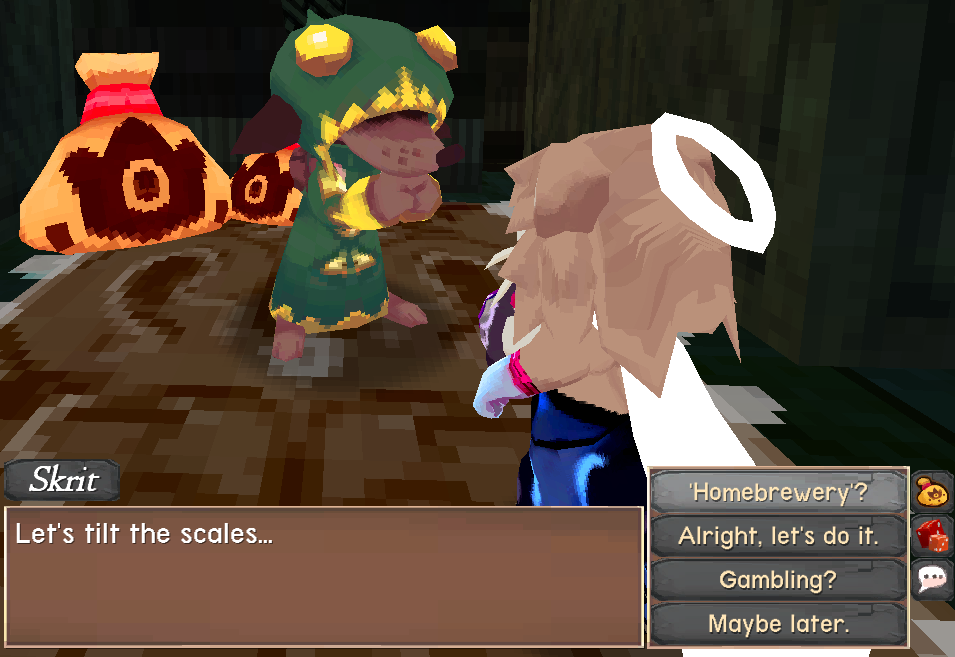 Skrit
Let's tilt the scales...
'Homebrewery'?
Alright, let's do it.
Gambling?
Maybe later.